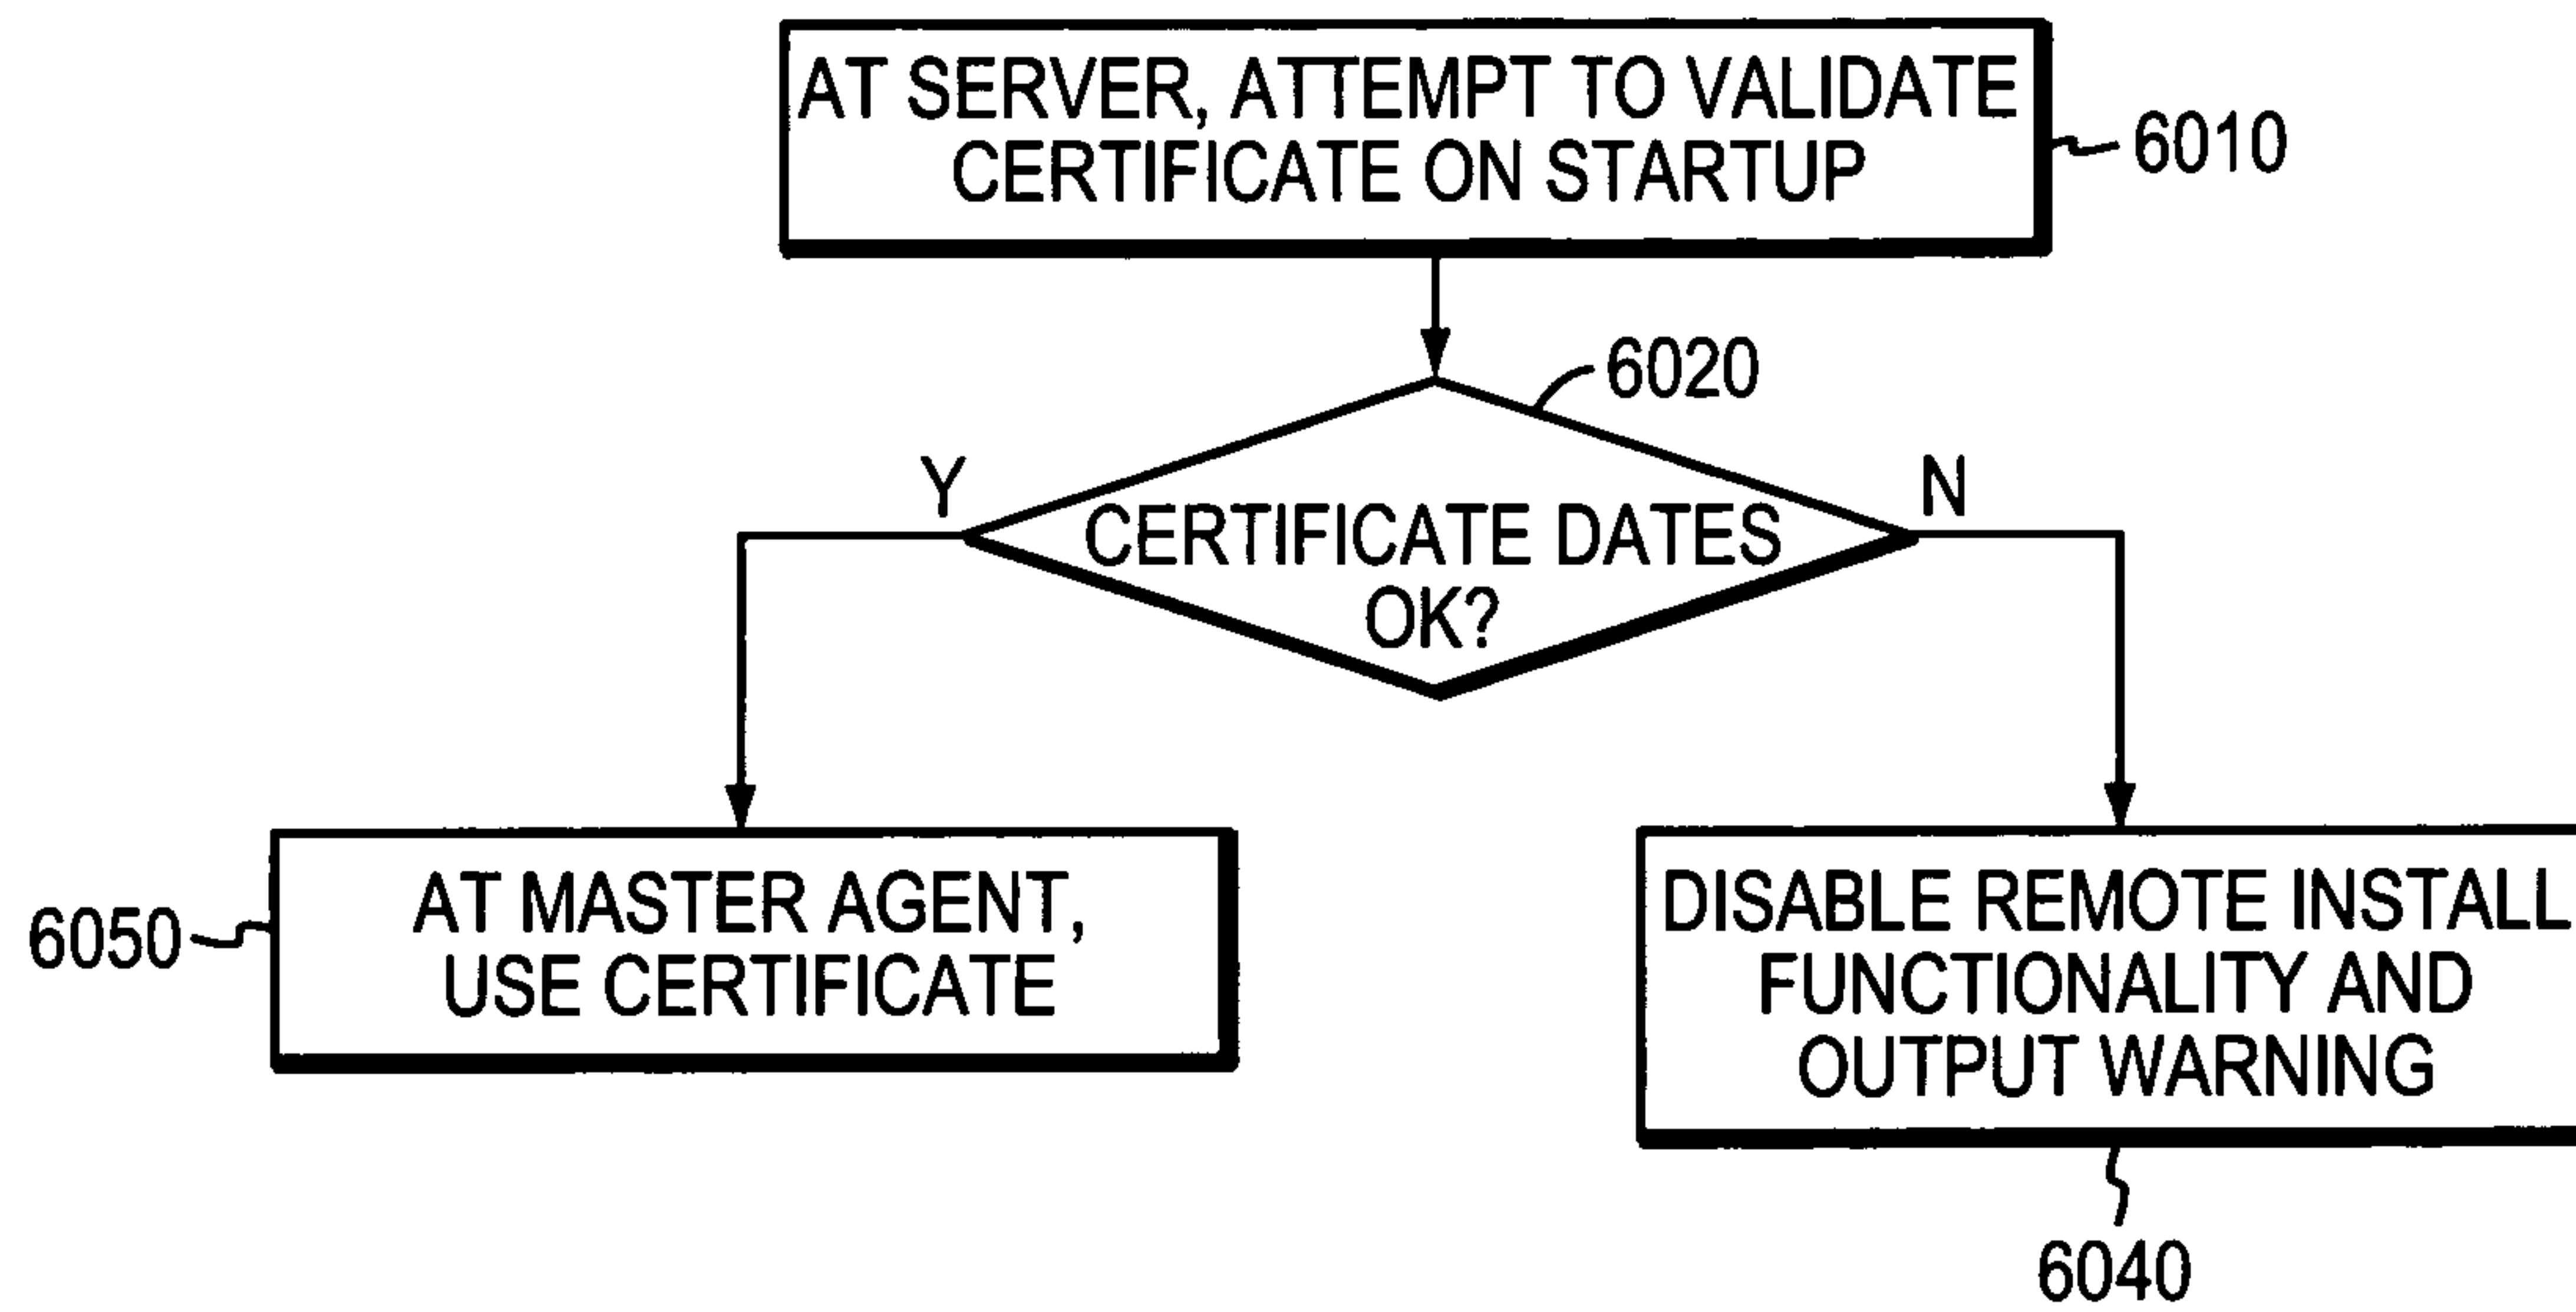 AT SERVER, ATTEMPT TO VALIDATE
CERTIFICATE ON STARTUP
6010
6020
Y
N
CERTIFICATE DATES
OK?
6050
AT MASTER AGENT,
USE CERTIFICATE
DISABLE REMOTE INSTALL
FUNCTIONALITY AND
OUTPUT WARNING
6040